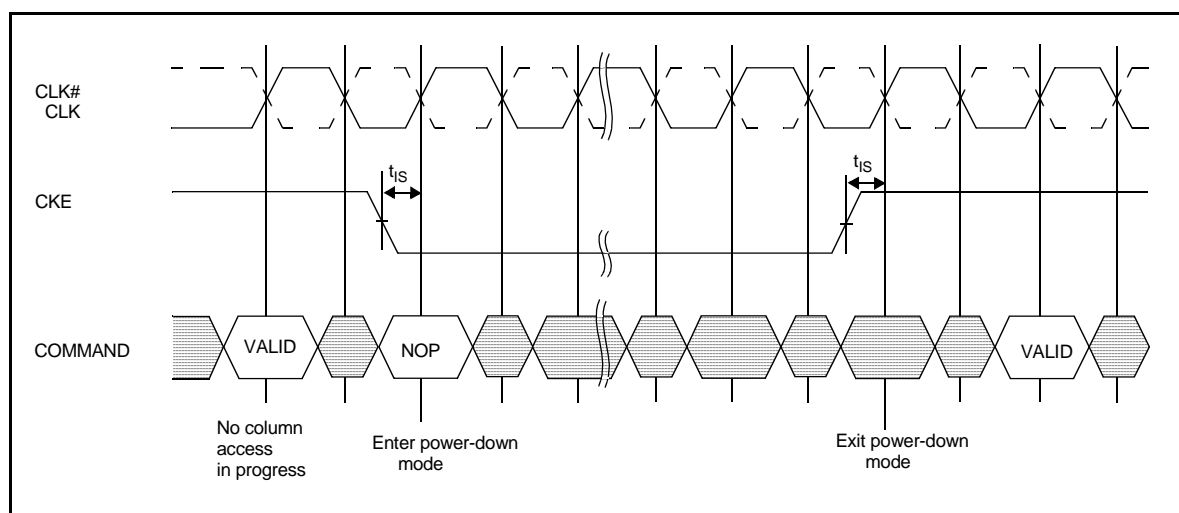 CLK#
CLK
t_IS
t_IS
CKE
COMMAND
VALID
NOP
VALID
No column
access
in progress
Enter power-down
mode
Exit power-down
mode